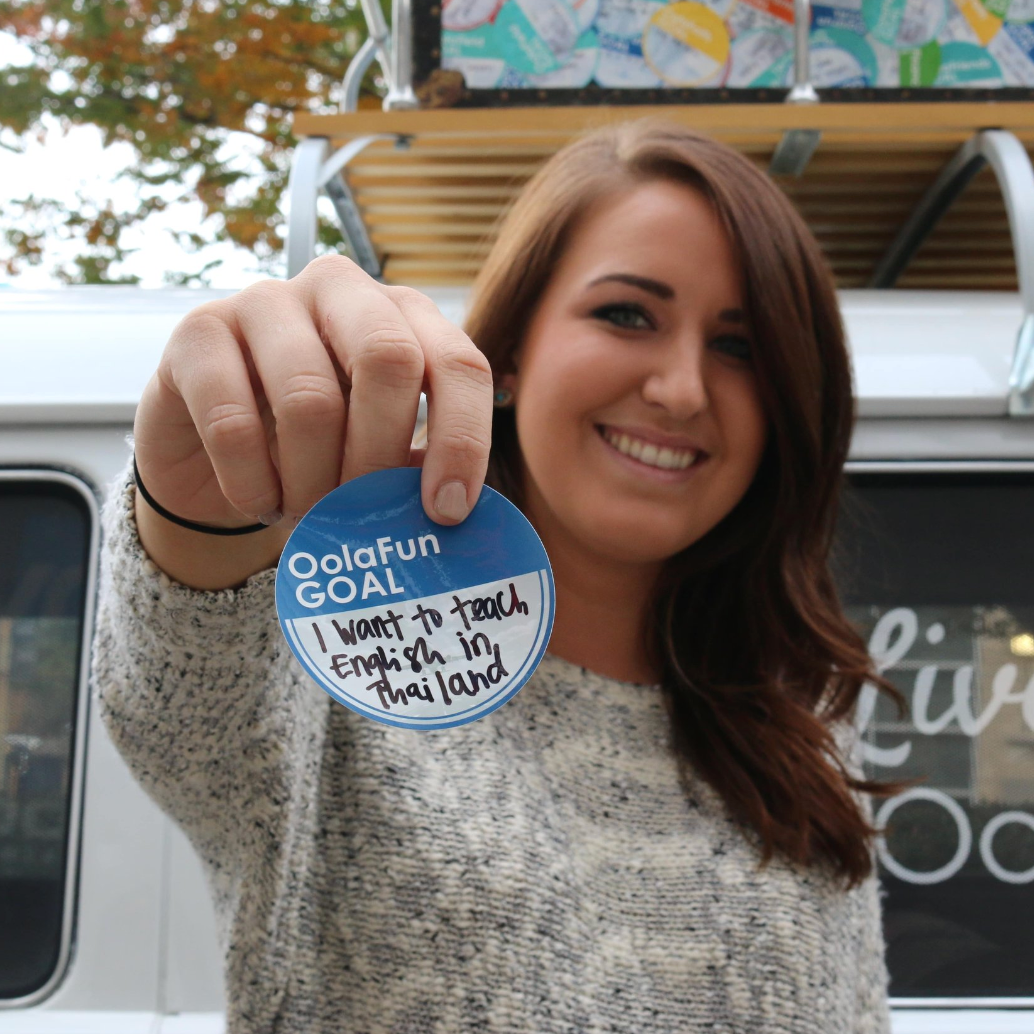 OolaFun
GOAL
I want to teach
English in
Thailand